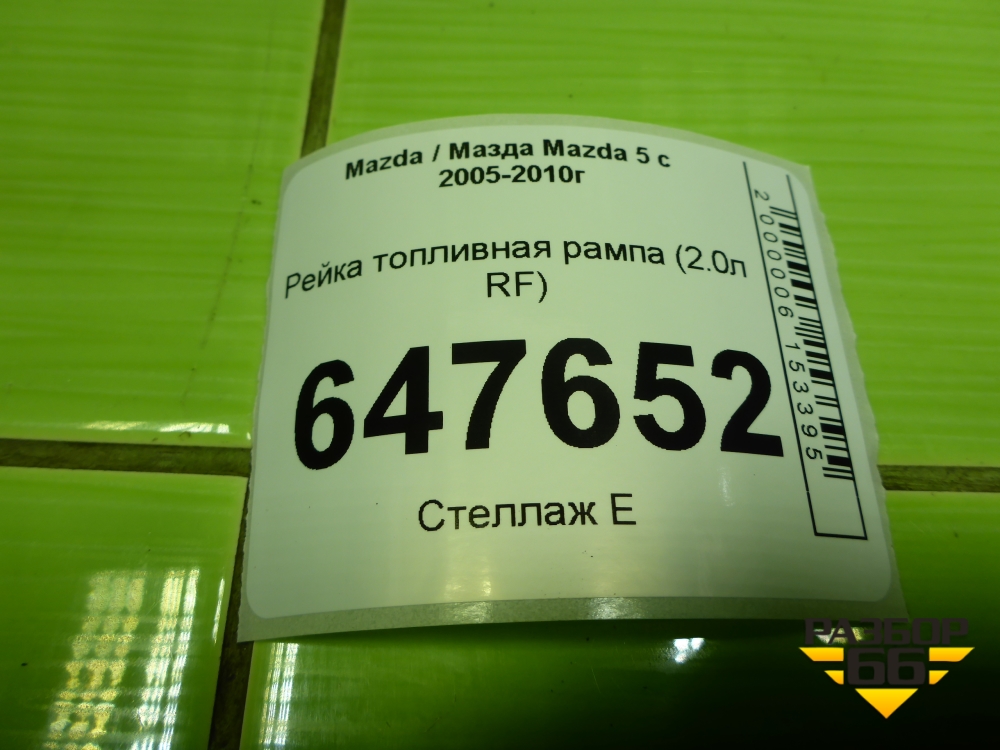 Mazda / Мазда Mazda 5 с
2005-2010г
Рейка топливная рампа (2.0л
RF)
647652
Стеллаж Е
2000006153395
РАЗБОР
66